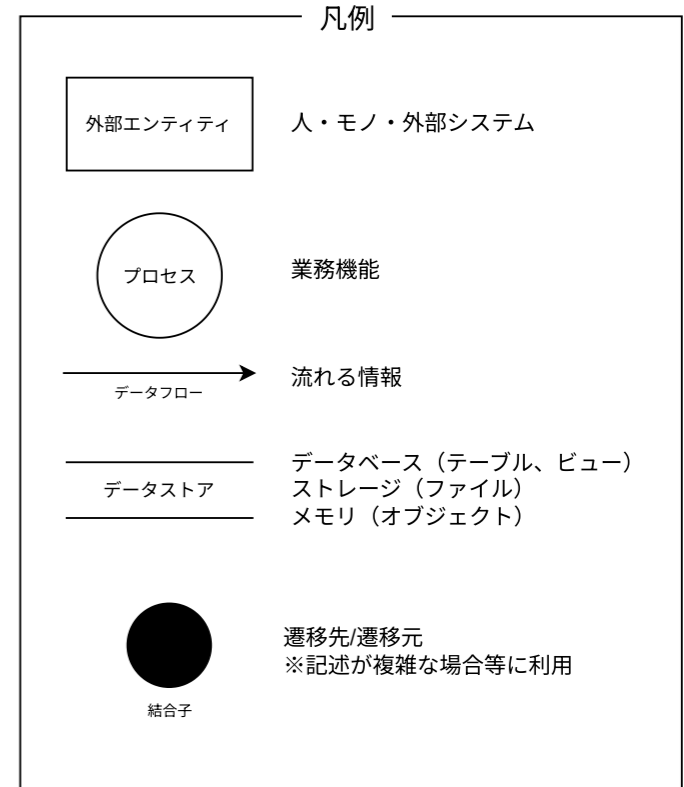 凡例
外部エンティティ
人・モノ・外部システム
プロセス
業務機能
データフロー
流れる情報
データストア
データベース（テーブル、ビュー）
ストレージ（ファイル）
メモリ（オブジェクト）
遷移先/遷移元
※記述が複雑な場合等に利用
結合子